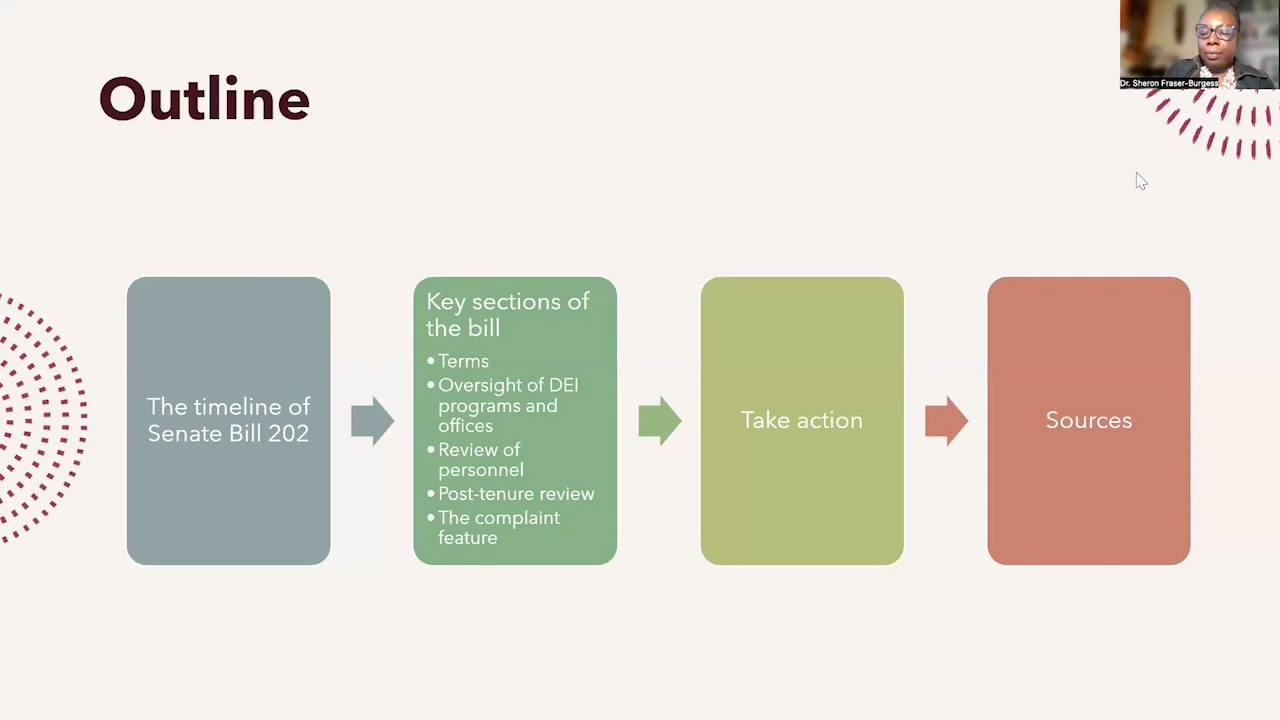 Outline
Dr. Sheron Fraser-Burgess
The timeline of
Senate Bill 202
Key sections of
the bill
•Terms
•Oversight of DEI
programs and
offices
•Review of
personnel
•Post-tenure review
•The complaint
feature
Take action
Sources